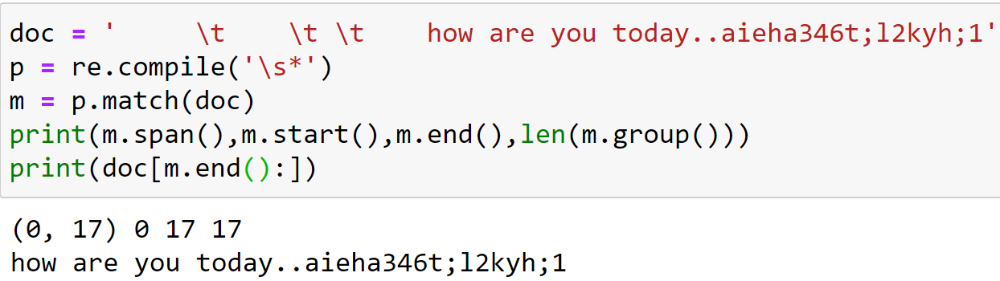 doc = '     \t    \t \t    how are you today..aieha346t;l2kyh;1'
p = re.compile('\s*')
m = p.match(doc)
print(m.span(),m.start(),m.end(),len(m.group()))
print(doc[m.end():])
(0, 17) 0 17 17
how are you today..aieha346t;l2kyh;1